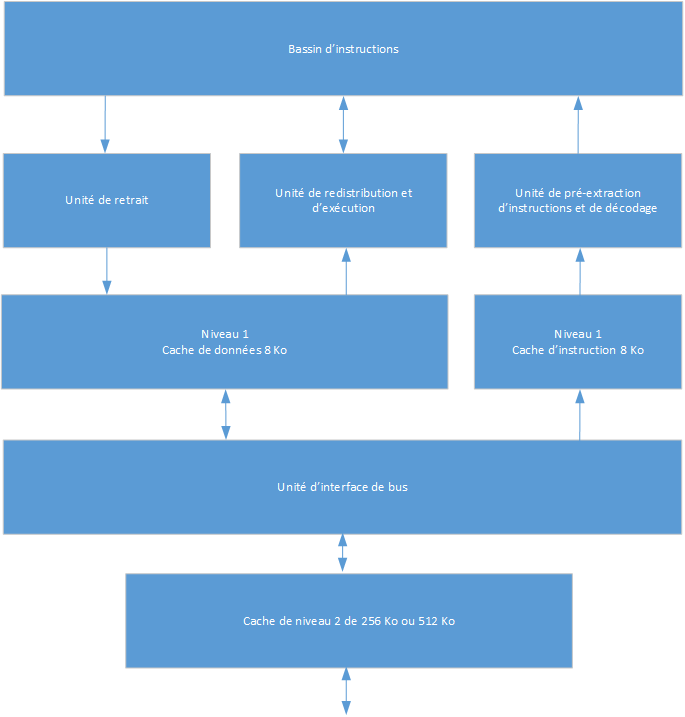 Bassin d'instructions
Unité de retrait
Unité de redistribution et
d'exécution
Unité de pré-extraction
d'instructions et de décodage
Niveau 1
Cache de données 8 Ko
Niveau 1
Cache d'instruction 8 Ko
Unité d'interface de bus
Cache de niveau 2 de 256 Ko ou 512 Ko